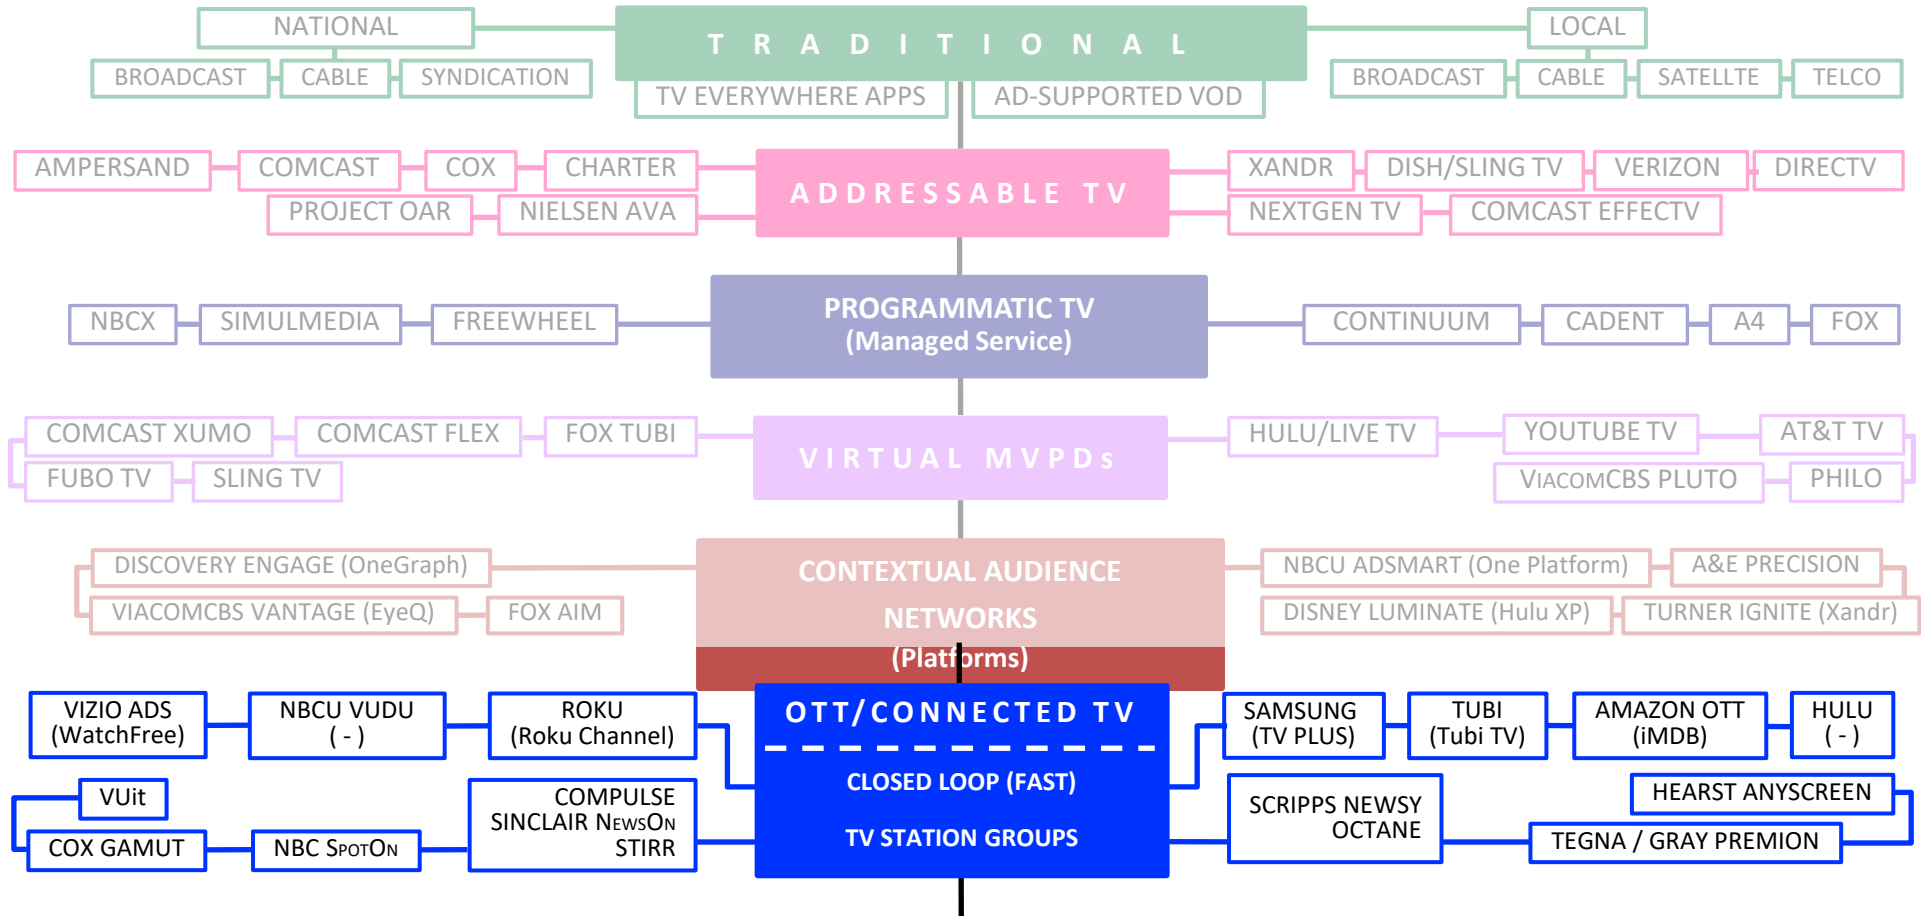 NATIONAL
T R A D I T I O N A L
LOCAL
BROADCAST
CABLE
SYNDICATION
BROADCAST
CABLE
SATELLTE
TELCO
TV EVERYWHERE APPS
AD-SUPPORTED VOD
AMPERSAND
COMCAST
COX
CHARTER
ADDRESSABLE TV
XANDR
DISH/SLING TV
VERIZON
DIRECTV
PROJECT OAR
NIELSEN AVA
NEXTGEN TV
COMCAST EFFECTV
NBCX
SIMULMEDIA
FREEWHEEL
PROGRAMMATIC TV
(Managed Service)
CONTINUUM
CADENT
A4
FOX
COMCAST XUMO
COMCAST FLEX
FOX TUBI
VIRTUAL MVPDs
HULU/LIVE TV
YOUTUBE TV
AT&T TV
FUBO TV
SLING TV
VIACOMCBS PLUTO
PHILO
DISCOVERY ENGAGE (OneGraph)
CONTEXTUAL AUDIENCE
NETWORKS
(Platforms)
NBCU ADSMART (One Platform)
A&E PRECISION
VIACOMCBS VANTAGE (EyeQ)
FOX AIM
DISNEY LUMINATE (Hulu XP)
TURNER IGNITE (Xandr)
VIZIO ADS
(WatchFree)
NBCU VUDU
( - )
ROKU
(Roku Channel)
OTT/CONNECTED TV
SAMSUNG
(TV PLUS)
TUBI
(Tubi TV)
AMAZON OTT
(iMDB)
HULU
( - )
CLOSED LOOP (FAST)
VUit
COMPULSE
SINCLAIR NEWSON
STIRR
SCRIPPS NEWSY
OCTANE
HEARST ANYSCREEN
COX GAMUT
NBC SPOTON
TV STATION GROUPS
TEGNA / GRAY PREMION